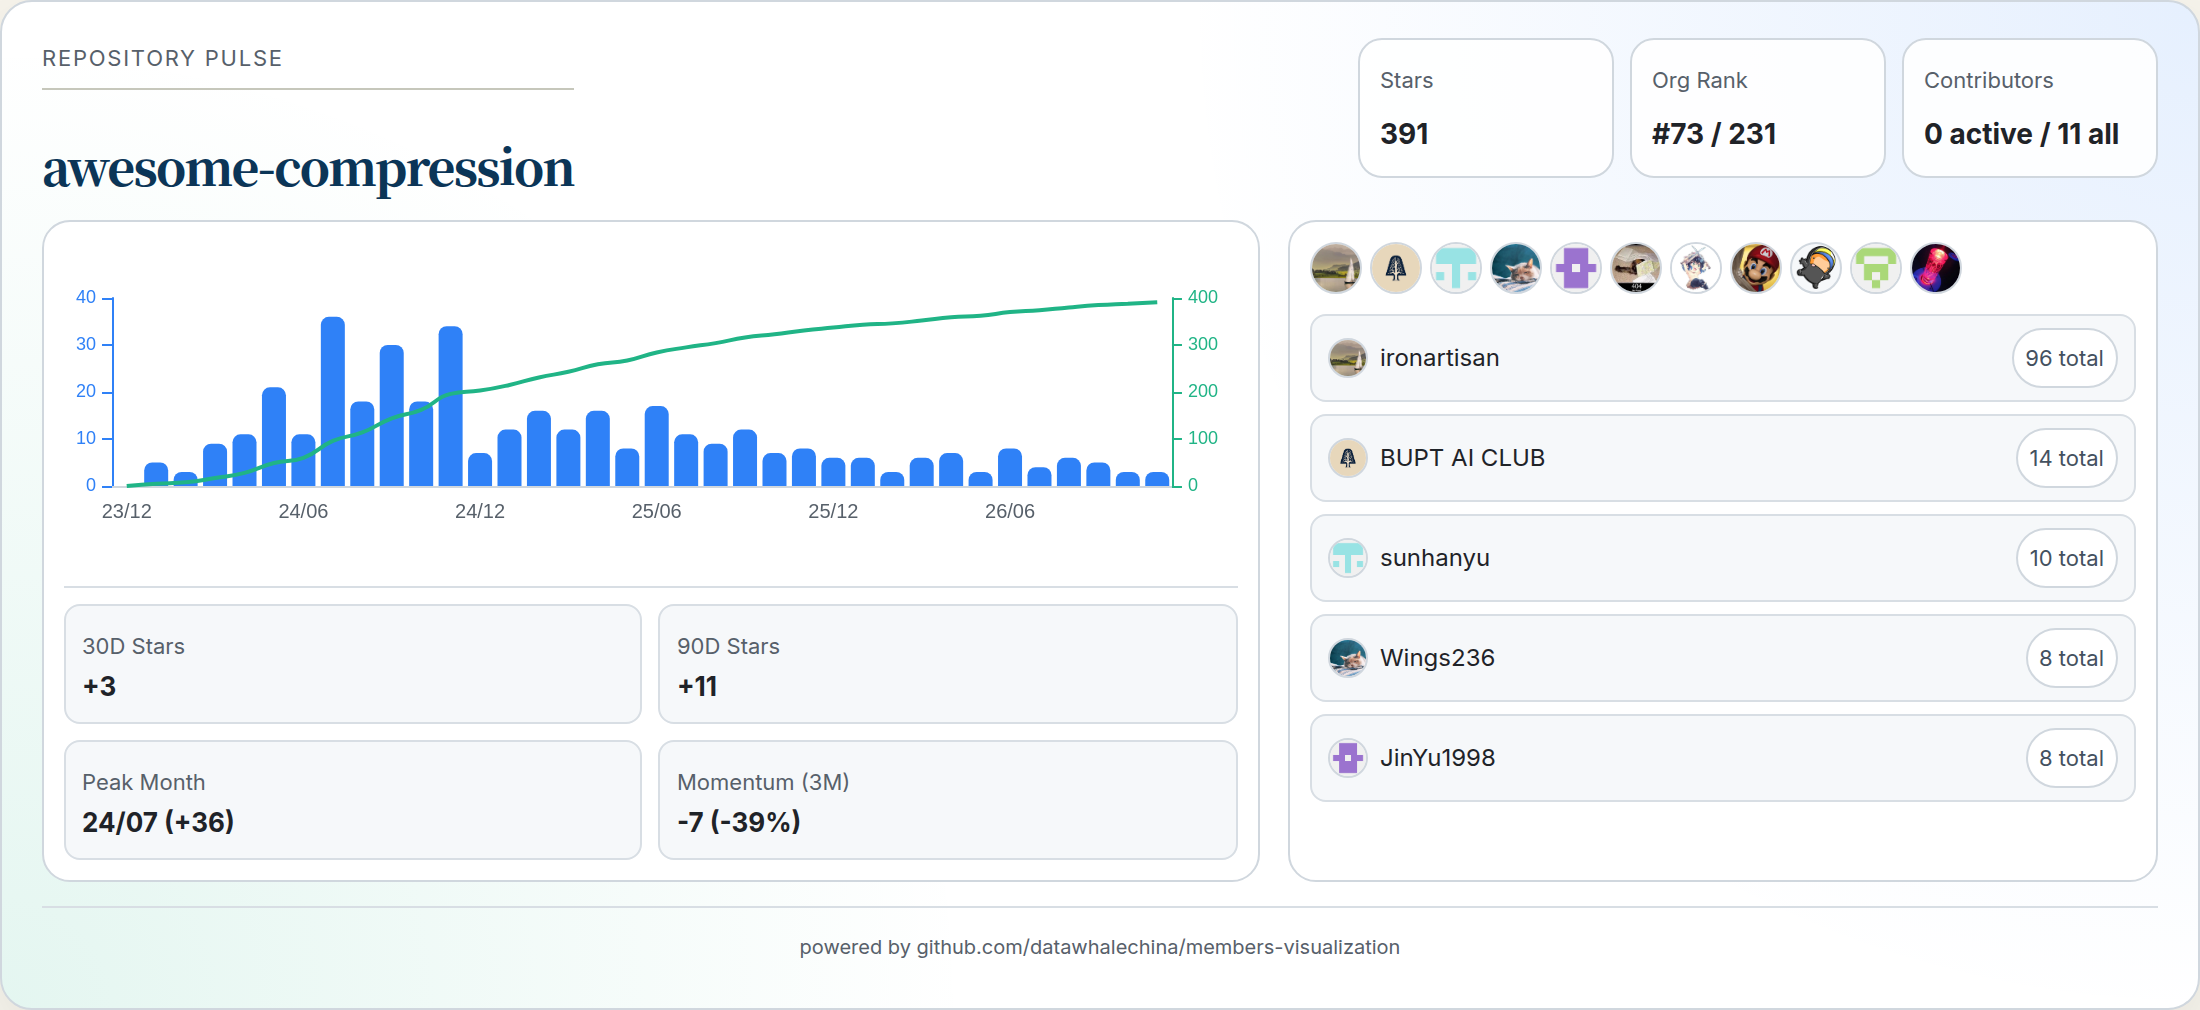 REPOSITORY PULSE
awesome-compression
Stars
391
Org Rank
#73 / 231
Contributors
0 active / 11 all
40
30
20
10
0
400
300
200
100
0
23/12
24/06
24/12
25/06
25/12
26/06
30D Stars
+3
90D Stars
+11
Peak Month
24/07 (+36)
Momentum (3M)
-7 (-39%)
ironartisan
96 total
BUPT AI CLUB
14 total
sunhanyu
10 total
Wings236
8 total
JinYu1998
8 total
powered by github.com/datawhalechina/members-visualization